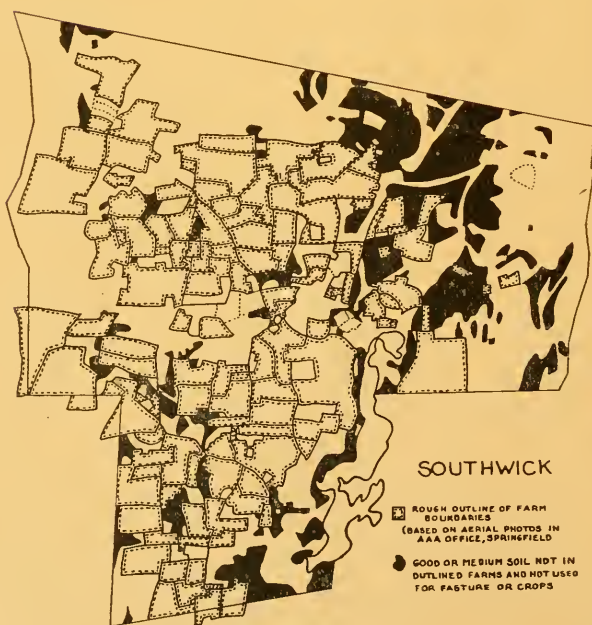 SOUTHWICK
ROUGH OUTLINE OF FARM
BOUNDARIES
(BASED ON AERIAL PHOTOS IN
AAA OFFICE, SPRINGFIELD
GOOD OR MEDIUM SOIL NOT IN
OUTLINED FARMS AND NOT USED
FOR PASTURE OR CROPS